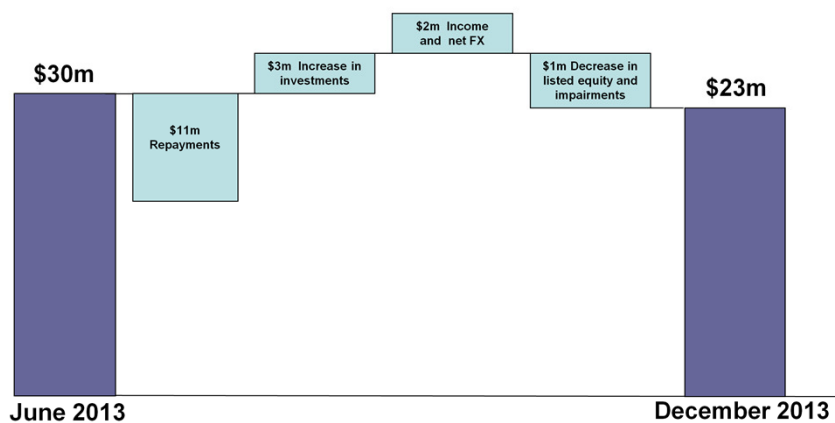 $2m Income
and net FX
$3m Increase in
investments
$1m Decrease in
listed equity and
impairments
$30m
$23m
$11m
Repayments
June 2013
December 2013